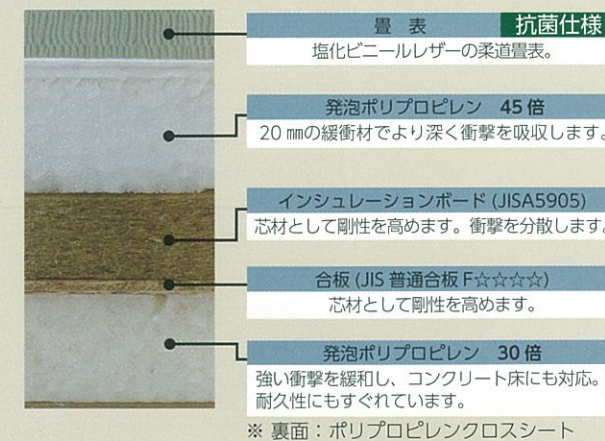 畳 表 抗菌仕様
塩化ビニールレザーの柔道畳表。
発泡ポリプロピレン 45 倍
20 ㎜の緩衝材でより深く衝撃を吸収します。
インシュレーションボード (JISA5905)
芯材として剛性を高めます。衝撃を分散します。
合板 (JIS 普通合板 F☆☆☆☆)
芯材として剛性を高めます。
発泡ポリプロピレン 30 倍
強い衝撃を緩和し、コンクリート床にも対応。
耐久性にもすぐれています。
※ 裏面：ポリプロピレンクロスシート